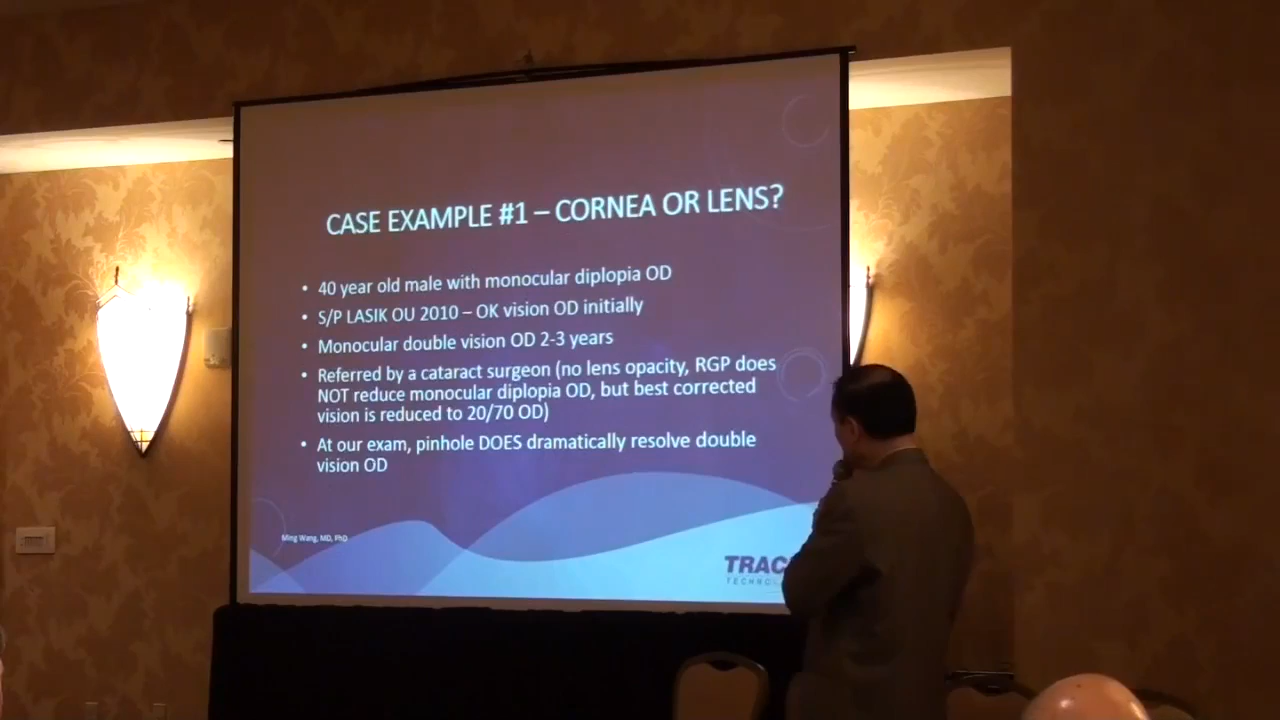 CASE EXAMPLE #1 – CORNEA OR LENS?
• 40 year old male with monocular diplopia OD
• S/P LASIK OU 2010 – OK vision OD initially
• Monocular double vision OD 2-3 years
• Referred by a cataract surgeon (no lens opacity, RGP does
NOT reduce monocular diplopia OD, but best corrected
vision is reduced to 20/70 OD)
• At our exam, pinhole DOES dramatically resolve double
vision OD
Ming Wang, MD, PhD